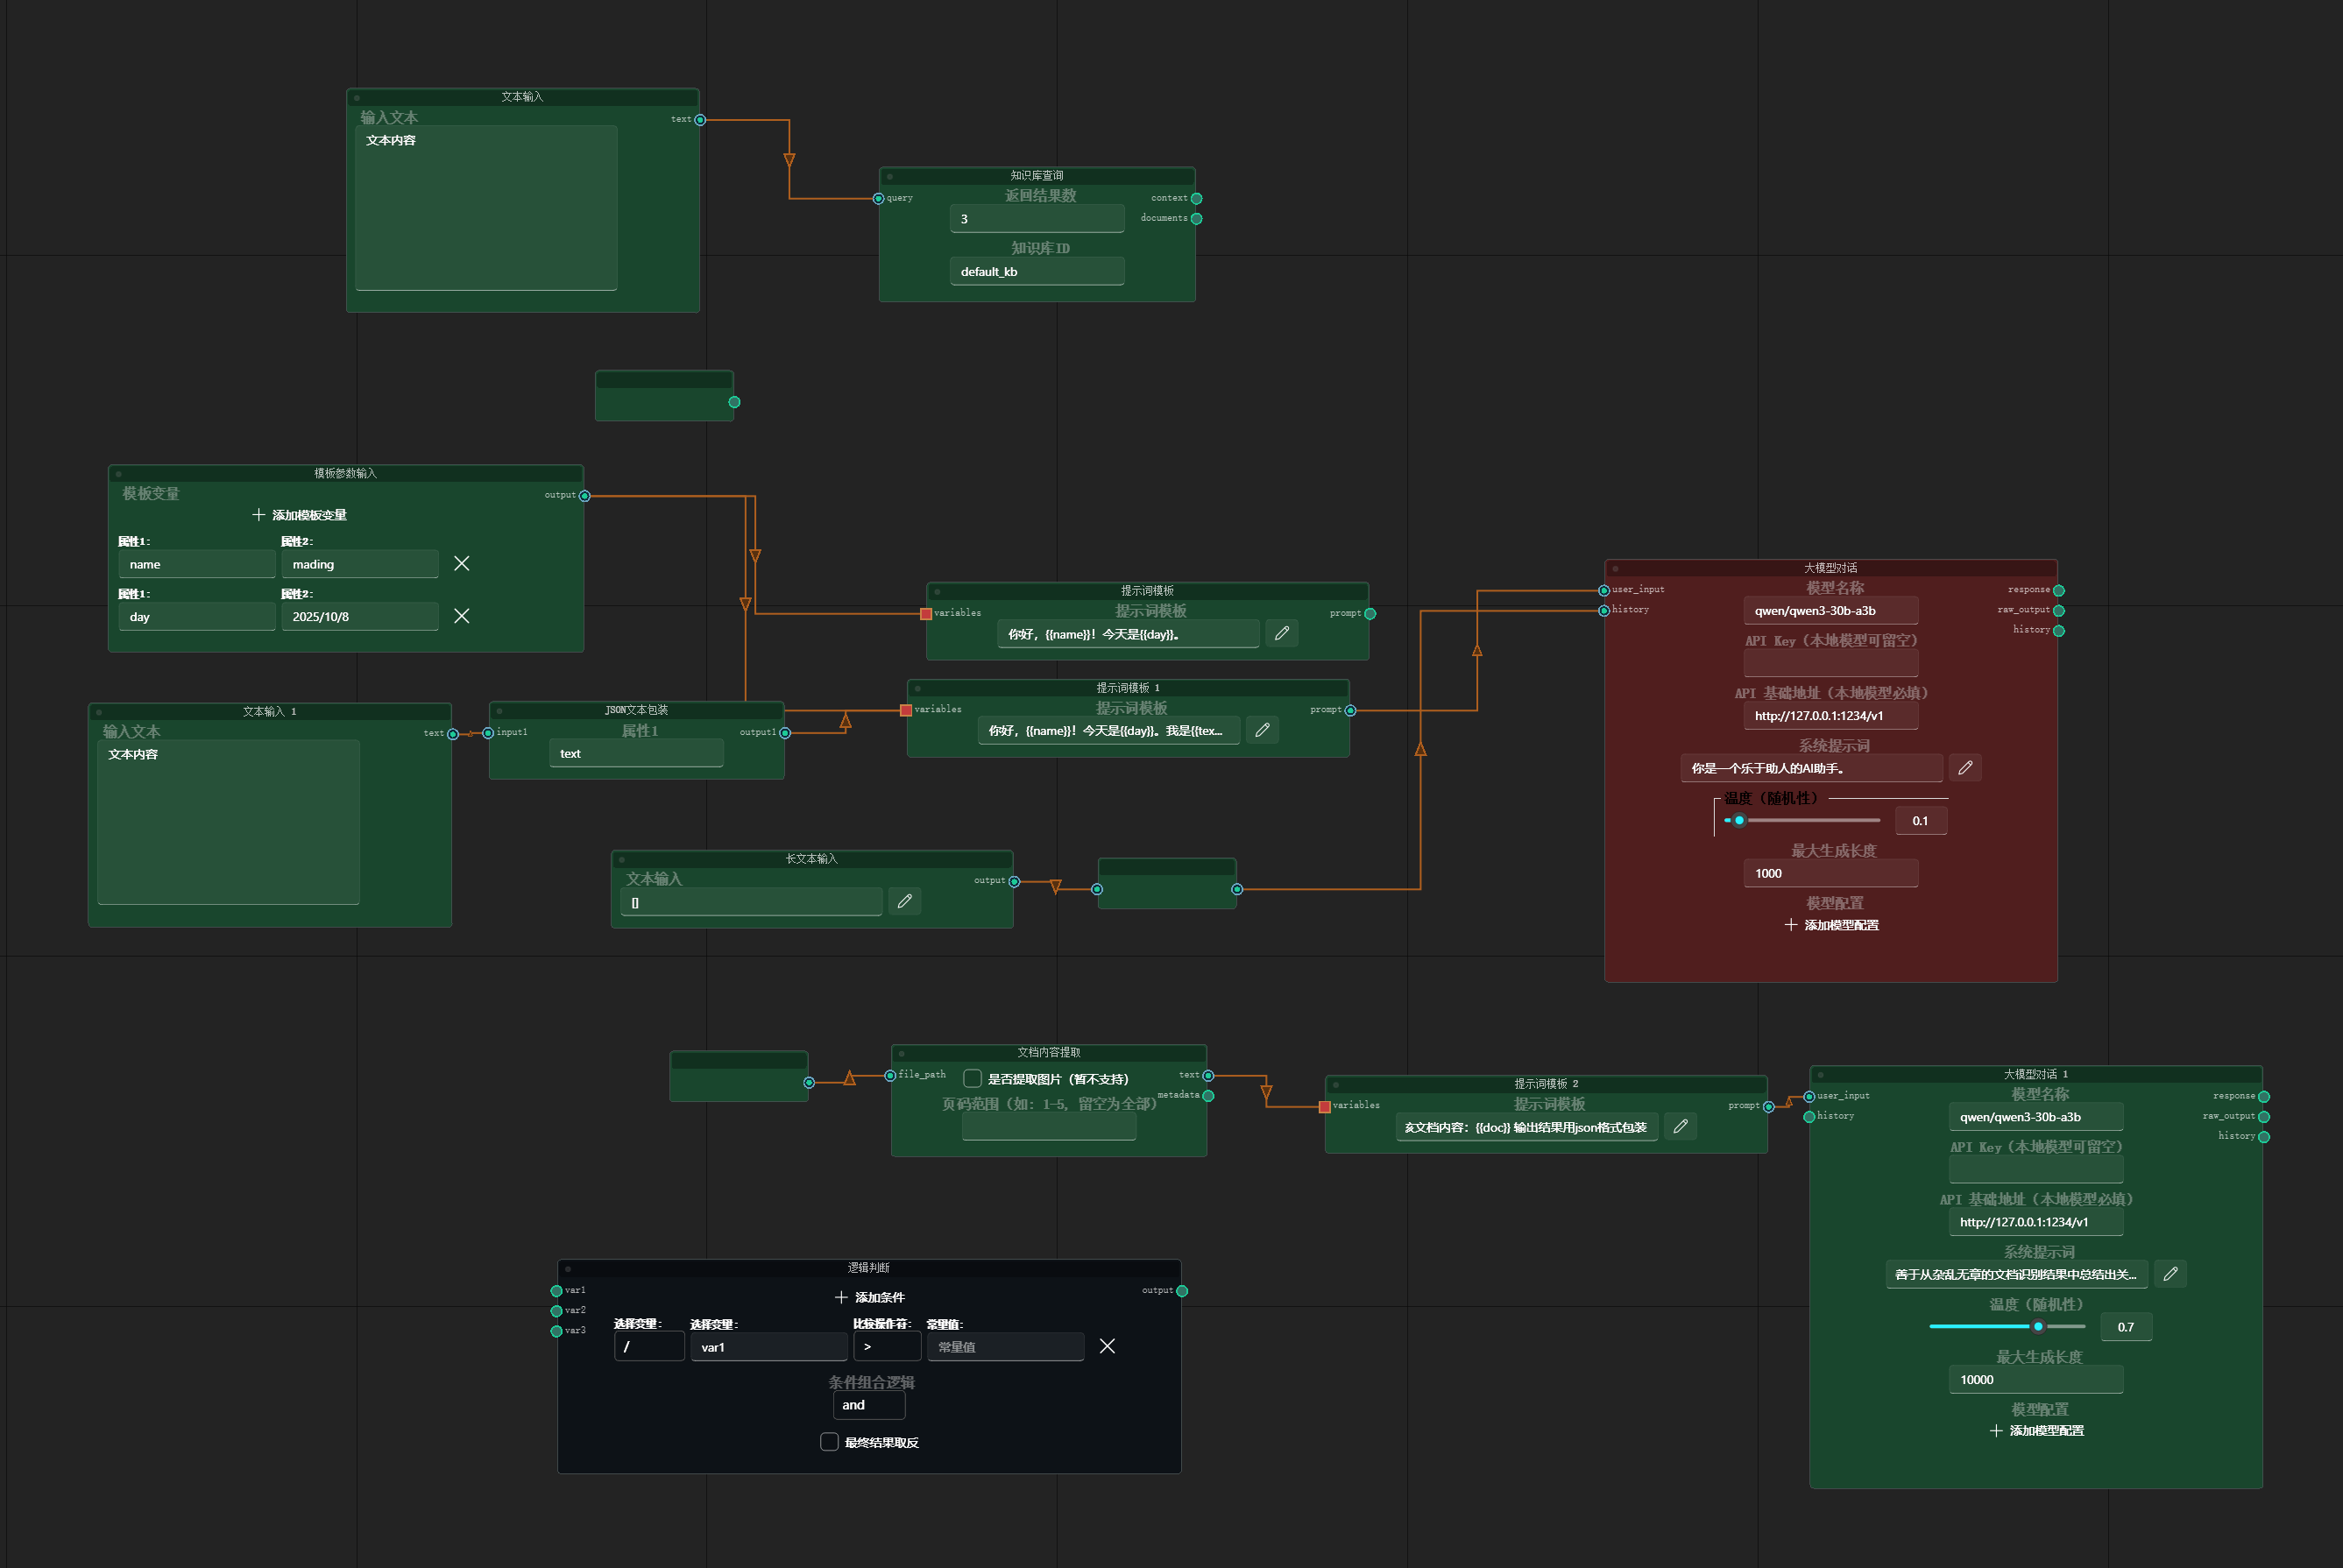 文本输入
输入文本
text
文本内容
知识库查询
query
返回结果数
context
3
documents
知识库ID
default_kb
模板参数输入
模板变量
output
添加模板变量
属性1：
属性2：
name
mading
属性1：
属性2：
day
2025/10/8
提示词模板
variables
提示词模板
prompt
你好，{{name}}！今天是{{day}}。
提示词模板 1
variables
提示词模板
prompt
你好，{{name}}！今天是{{day}}。我是{{tex...
文本输入 1
输入文本
text
文本内容
JSON文本包装
input1
属性1
output1
text
长文本输入
文本输入
output
[]
大模型对话
user_input
模型名称
response
history
qwen/qwen3-30b-a3b
raw_output
history
API Key（本地模型可留空）
API 基础地址（本地模型必填）
http://127.0.0.1:1234/v1
系统提示词
你是一个乐于助人的AI助手。
温度（随机性）
0.1
最大生成长度
1000
模型配置
添加模型配置
文档内容提取
file_path
是否提取图片（暂不支持）
text
metadata
页码范围（如: 1-5, 留空为全部）
提示词模板 2
variables
提示词模板
prompt
文档内容：{{doc}} 输出结果用json格式包装
大模型对话 1
user_input
模型名称
response
history
qwen/qwen3-30b-a3b
raw_output
history
API Key（本地模型可留空）
API 基础地址（本地模型必填）
http://127.0.0.1:1234/v1
系统提示词
善于从杂乱无章的文档识别结果中总结出关...
温度（随机性）
0.7
最大生成长度
10000
模型配置
添加模型配置
逻辑判断
var1
添加条件
output
var2
var3
选择变量：
选择变量：
比较操作符：
常量值：
/
var1
>
常量值
条件组合逻辑
and
最终结果取反